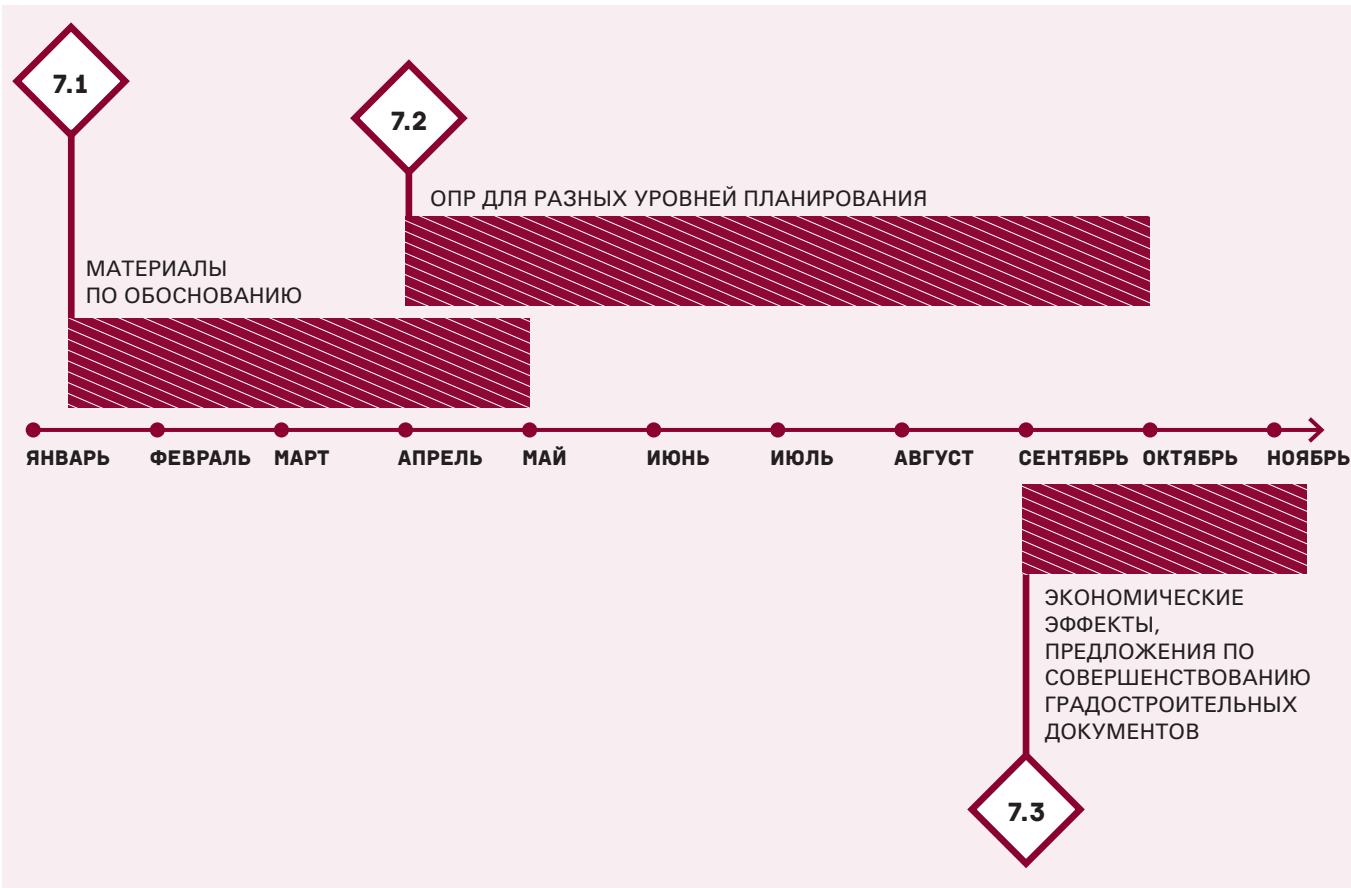 7.1
7.2
ОПР ДЛЯ РАЗНЫХ УРОВНЕЙ ПЛАНИРОВАНИЯ
МАТЕРИАЛЫ
ПО ОБОСНОВАНИЮ
ЯНВАРЬ ФЕВРАЛЬ МАРТ АПРЕЛЬ МАЙ ИЮНЬ ИЮЛЬ АВГУСТ СЕНТЯБРЬ ОКТЯБРЬ НОЯБРЬ
ЭКОНОМИЧЕСКИЕ
ЭФФЕКТЫ,
ПРЕДЛОЖЕНИЯ ПО
СОВЕРШЕНСТВОВАНИЮ
ГРАДОСТРОИТЕЛЬНЫХ
ДОКУМЕНТОВ
7.3